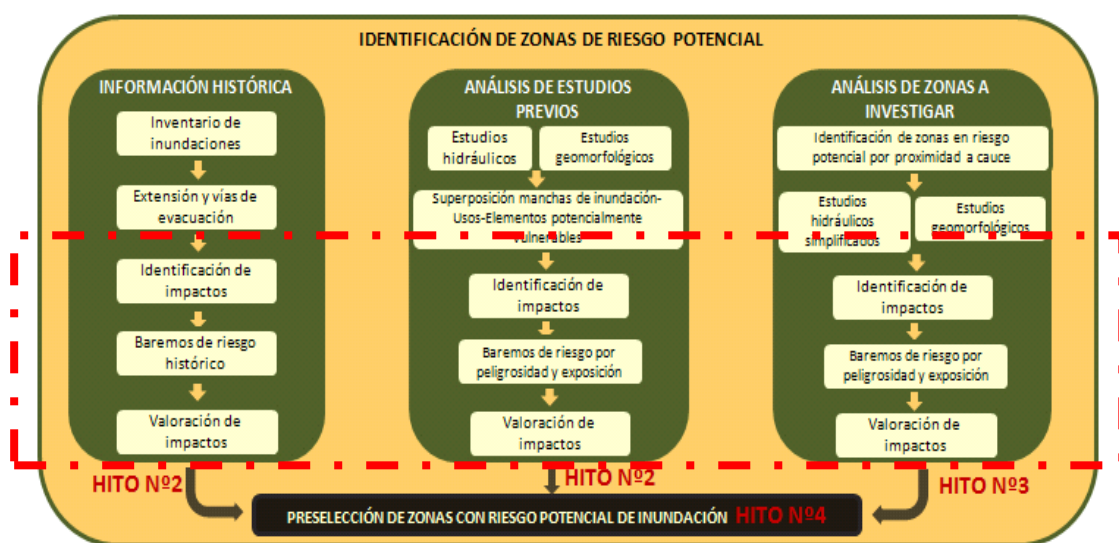 IDENTIFICACIÓN DE ZONAS DE RIESGO POTENCIAL
INFORMACIÓN HISTÓRICA
Inventario de
inundaciones
Extensión y vías de
evacuación
Identificación de
impactos
Baremos de riesgo
histórico
Valoración de
impactos
HITO Nº2
ANÁLISIS DE ESTUDIOS
PREVIOS
Estudios
hidráulicos
Estudios
geomorfológicos
Superposición manchas de inundación-
Usos-Elementos potencialmente
vulnerables
Identificación de
impactos
Baremos de riesgo por
peligrosidad y exposición
Valoración de
impactos
HITO Nº2
ANÁLISIS DE ZONAS A
INVESTIGAR
Identificación de zonas en riesgo
potencial por proximidad a cauce
Estudios
hidráulicos
simplificados
Estudios
geomorfológicos
Identificación de
impactos
Baremos de riesgo por
peligrosidad y exposición
Valoración de
impactos
HITO Nº3
PRESELECCIÓN DE ZONAS CON RIESGO POTENCIAL DE INUNDACIÓN HITO Nº4